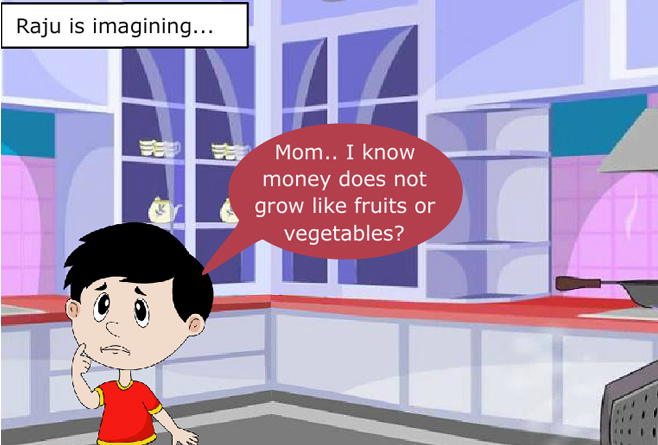 Raju is imagining...
Mom.. I know
money does not
grow like fruits or
vegetables?